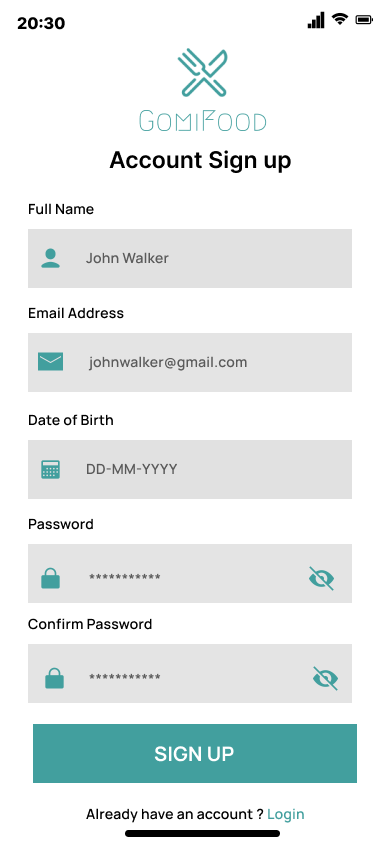 20:30
GomiFood
Account Sign up
Full Name
John Walker
Email Address
johnwalker@gmail.com
Date of Birth
DD-MM-YYYY
Password
***********
Confirm Password
***********
SIGN UP
Already have an account ? Login